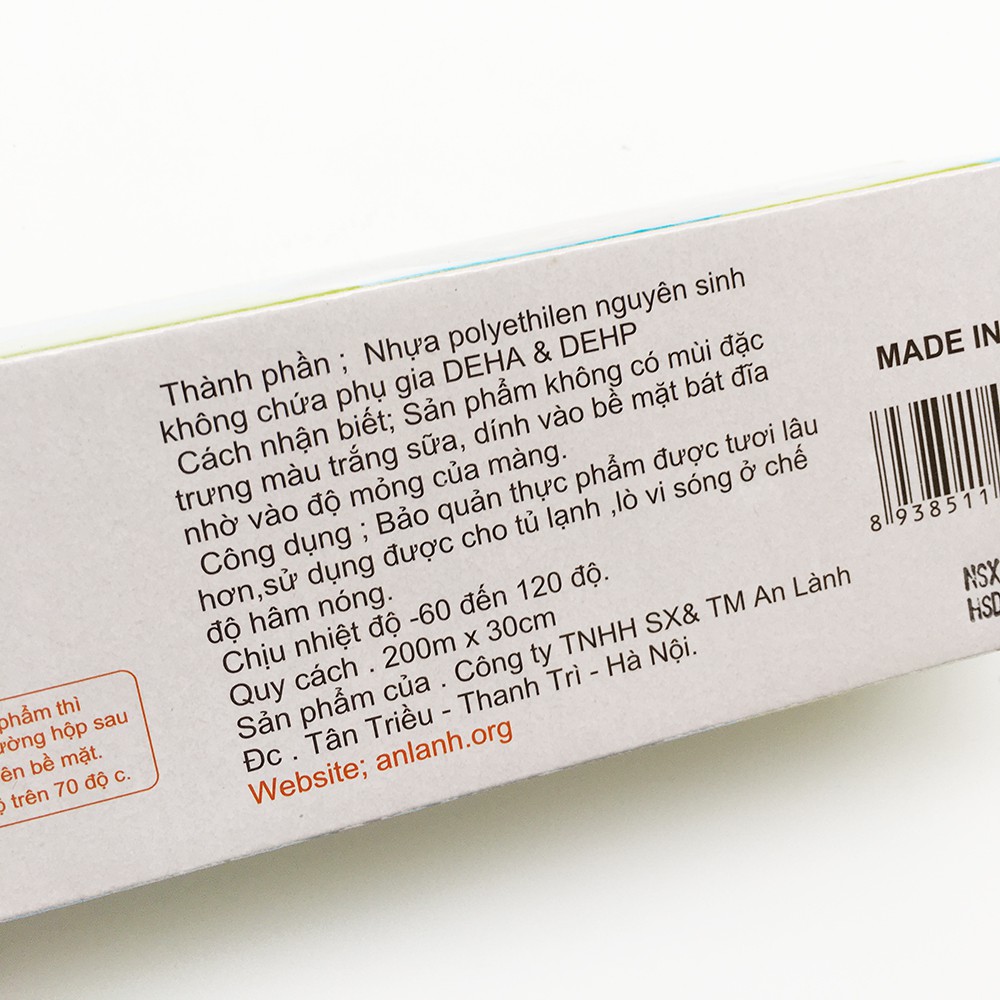 Thành phần ; Nhựa polyethilen nguyên sinh
không chứa phụ gia DEHA & DEHP
Cách nhận biết; Sản phẩm không có mùi đặc
trưng màu trắng sữa, dính vào bề mặt bát đĩa
nhờ vào độ mỏng của màng.
Công dụng ; Bảo quản thực phẩm được tươi lâu
hơn,sử dụng được cho tủ lạnh ,lò vi sóng ở chế
độ hâm nóng.
Chịu nhiệt độ -60 đến 120 độ.
Quy cách . 200m x 30cm
Sản phẩm của . Công ty TNHH SX& TM An Lành
Đc . Tân Triều - Thanh Trì - Hà Nội.
Website; anlanh.org
phẩm thì
ường hộp sau
ên bề mặt.
trên 70 độ c.
MADE IN
8 938511
NSX
HSD